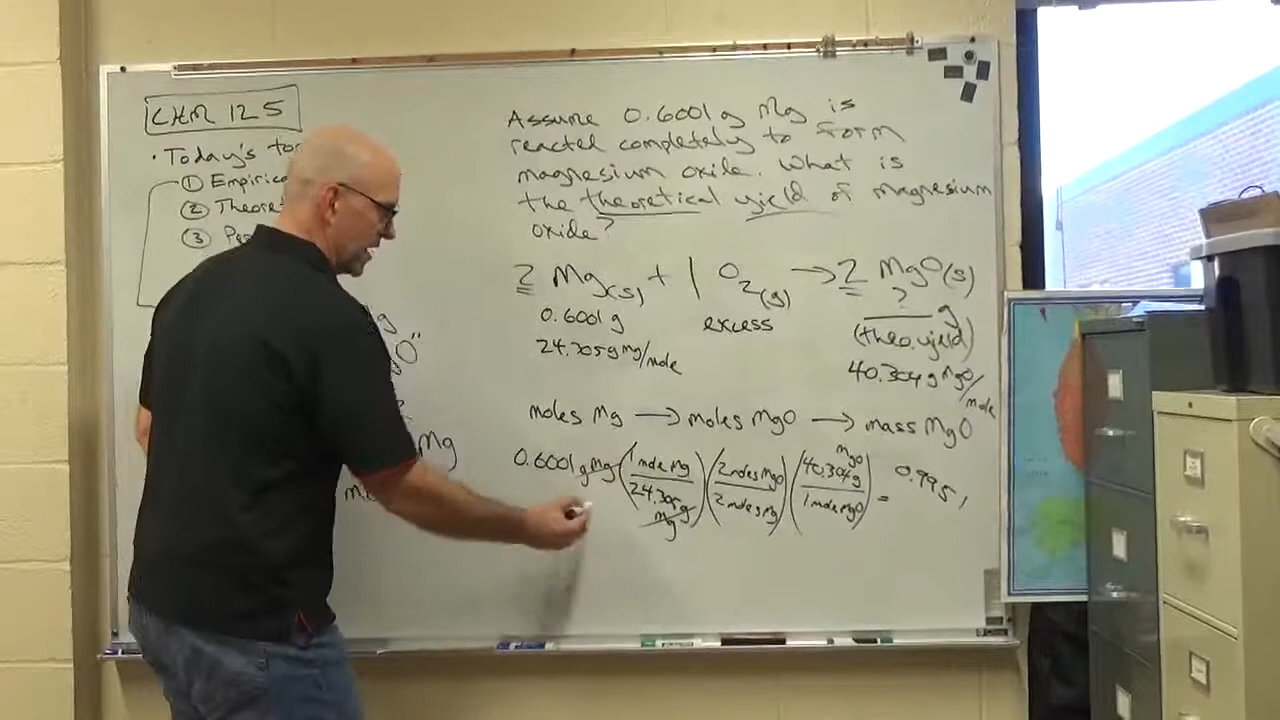 CHM 125
• Today's
① Empirica
② Theore
③ Pe
Mg
Assume 0.6001 g Mg is
reacted completely to form
magnesium oxide. What is
the theoretical yield of magnesium
oxide?
2 Mg(s) + 1 O2(g) → 2 MgO(s)
0.6001 g excess ? g
24.305 g Mg/mole (theo. yield)
40.304 g MgO/mole
moles Mg → moles MgO → mass MgO
0.6001 g Mg (1 mole Mg / 24.305 g Mg) (2 moles MgO / 2 moles Mg) (40.304 g MgO / 1 mole MgO) = 0.9951